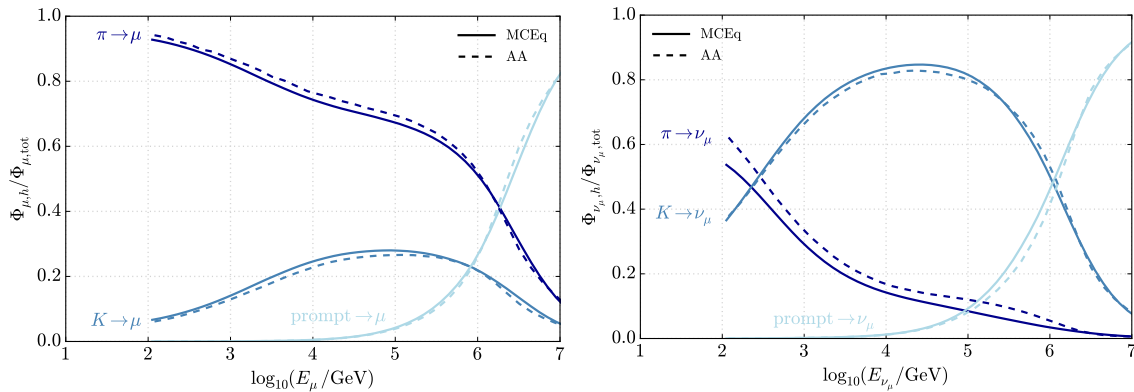 1.0
0.8
0.6
0.4
0.2
0.0
1 2 3 4 5 6 7
Φμ,h/Φμ,tot
log10(Eμ/GeV)
π→μ
K→μ
prompt→μ
MCEq
AA
1.0
0.8
0.6
0.4
0.2
0.0
1 2 3 4 5 6 7
Φνμ,h/Φνμ,tot
log10(Eνμ/GeV)
π→νμ
K→νμ
prompt→νμ
MCEq
AA